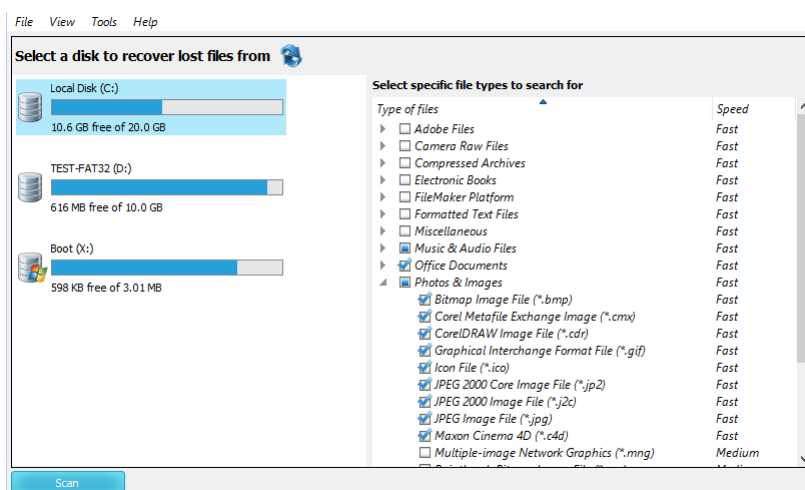 File View Tools Help
Select a disk to recover lost files from
Local Disk (C:)
10.6 GB free of 20.0 GB
TEST-FAT32 (D:)
616 MB free of 10.0 GB
Boot (X:)
598 KB free of 3.01 MB
Select specific file types to search for
Type of files Speed
Adobe Files Fast
Camera Raw Files Fast
Compressed Archives Fast
Electronic Books Fast
FileMaker Platform Fast
Formatted Text Files Fast
Miscellaneous Fast
Music & Audio Files Fast
Office Documents Fast
Photos & Images Fast
Bitmap Image File (*.bmp) Fast
Corel Metafile Exchange Image (*.cmx) Fast
CorelDRAW Image File (*.cdr) Fast
Graphical Interchange Format File (*.gif) Fast
Icon File (*.ico) Fast
JPEG 2000 Core Image File (*.jp2) Fast
JPEG 2000 Image File (*.j2c) Fast
JPEG Image File (*.jpg) Fast
Maxon Cinema 4D (*.c4d) Fast
Multiple-image Network Graphics (*.mng) Medium
Scan